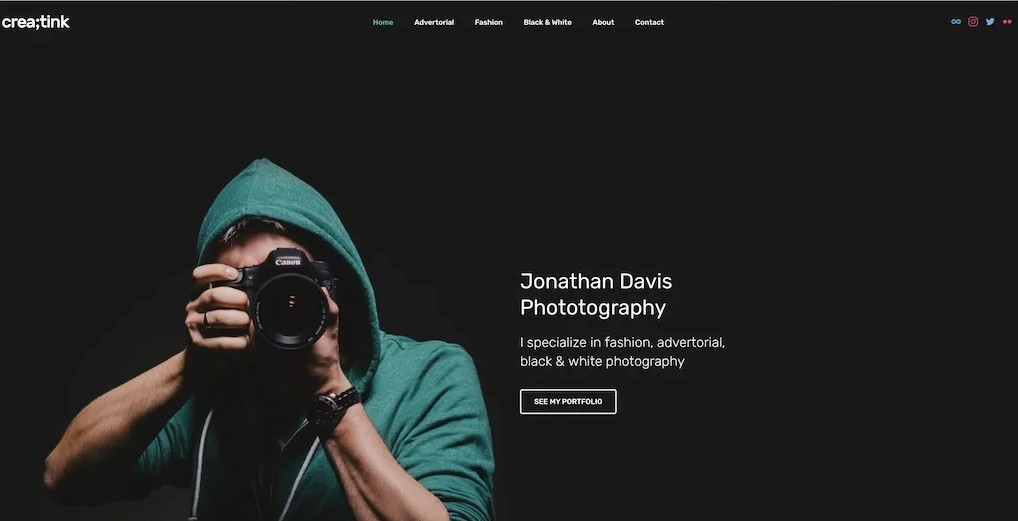 crea;tink
Home Advertorial Fashion Black & White About Contact
Canon
Jonathan Davis
Phototography
I specialize in fashion, advertorial,
black & white photography
SEE MY PORTFOLIO